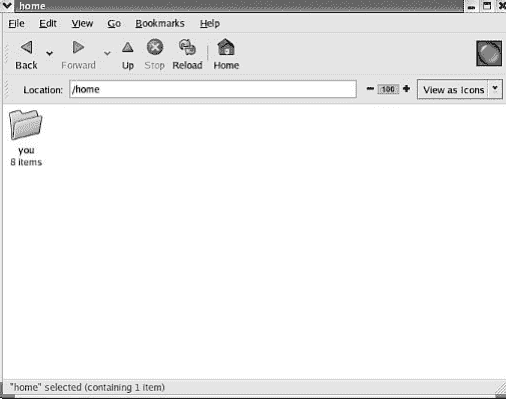 home
File Edit View Go Bookmarks Help
Back Forward Up Stop Reload Home
Location: /home 100 View as Icons
you
8 items
"home" selected (containing 1 item)